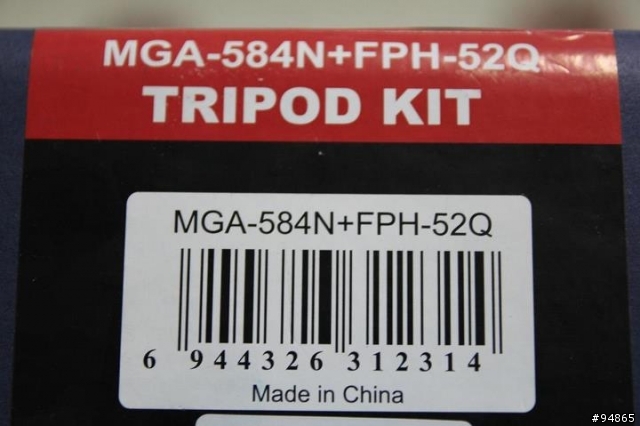 MGA-584N+FPH-52Q
TRIPOD KIT
MGA-584N+FPH-52Q
6 944326 312314
Made in China
#94865